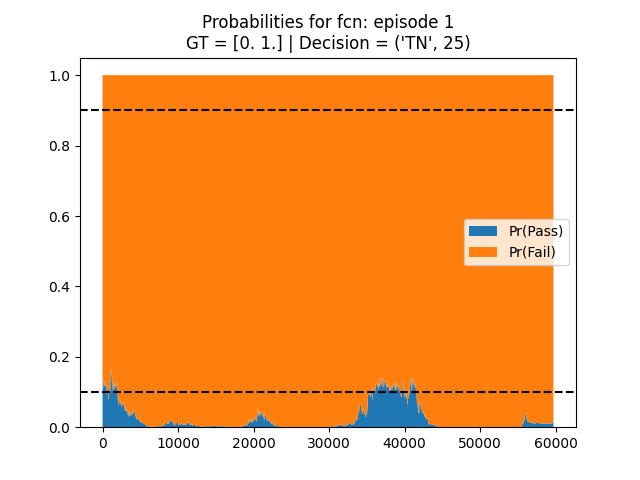 Probabilities for fcn: episode 1
GT = [0. 1.] | Decision = ('TN', 25)
1.0
0.8
0.6
0.4
0.2
0.0
Pr(Pass)
Pr(Fail)
0 10000 20000 30000 40000 50000 60000